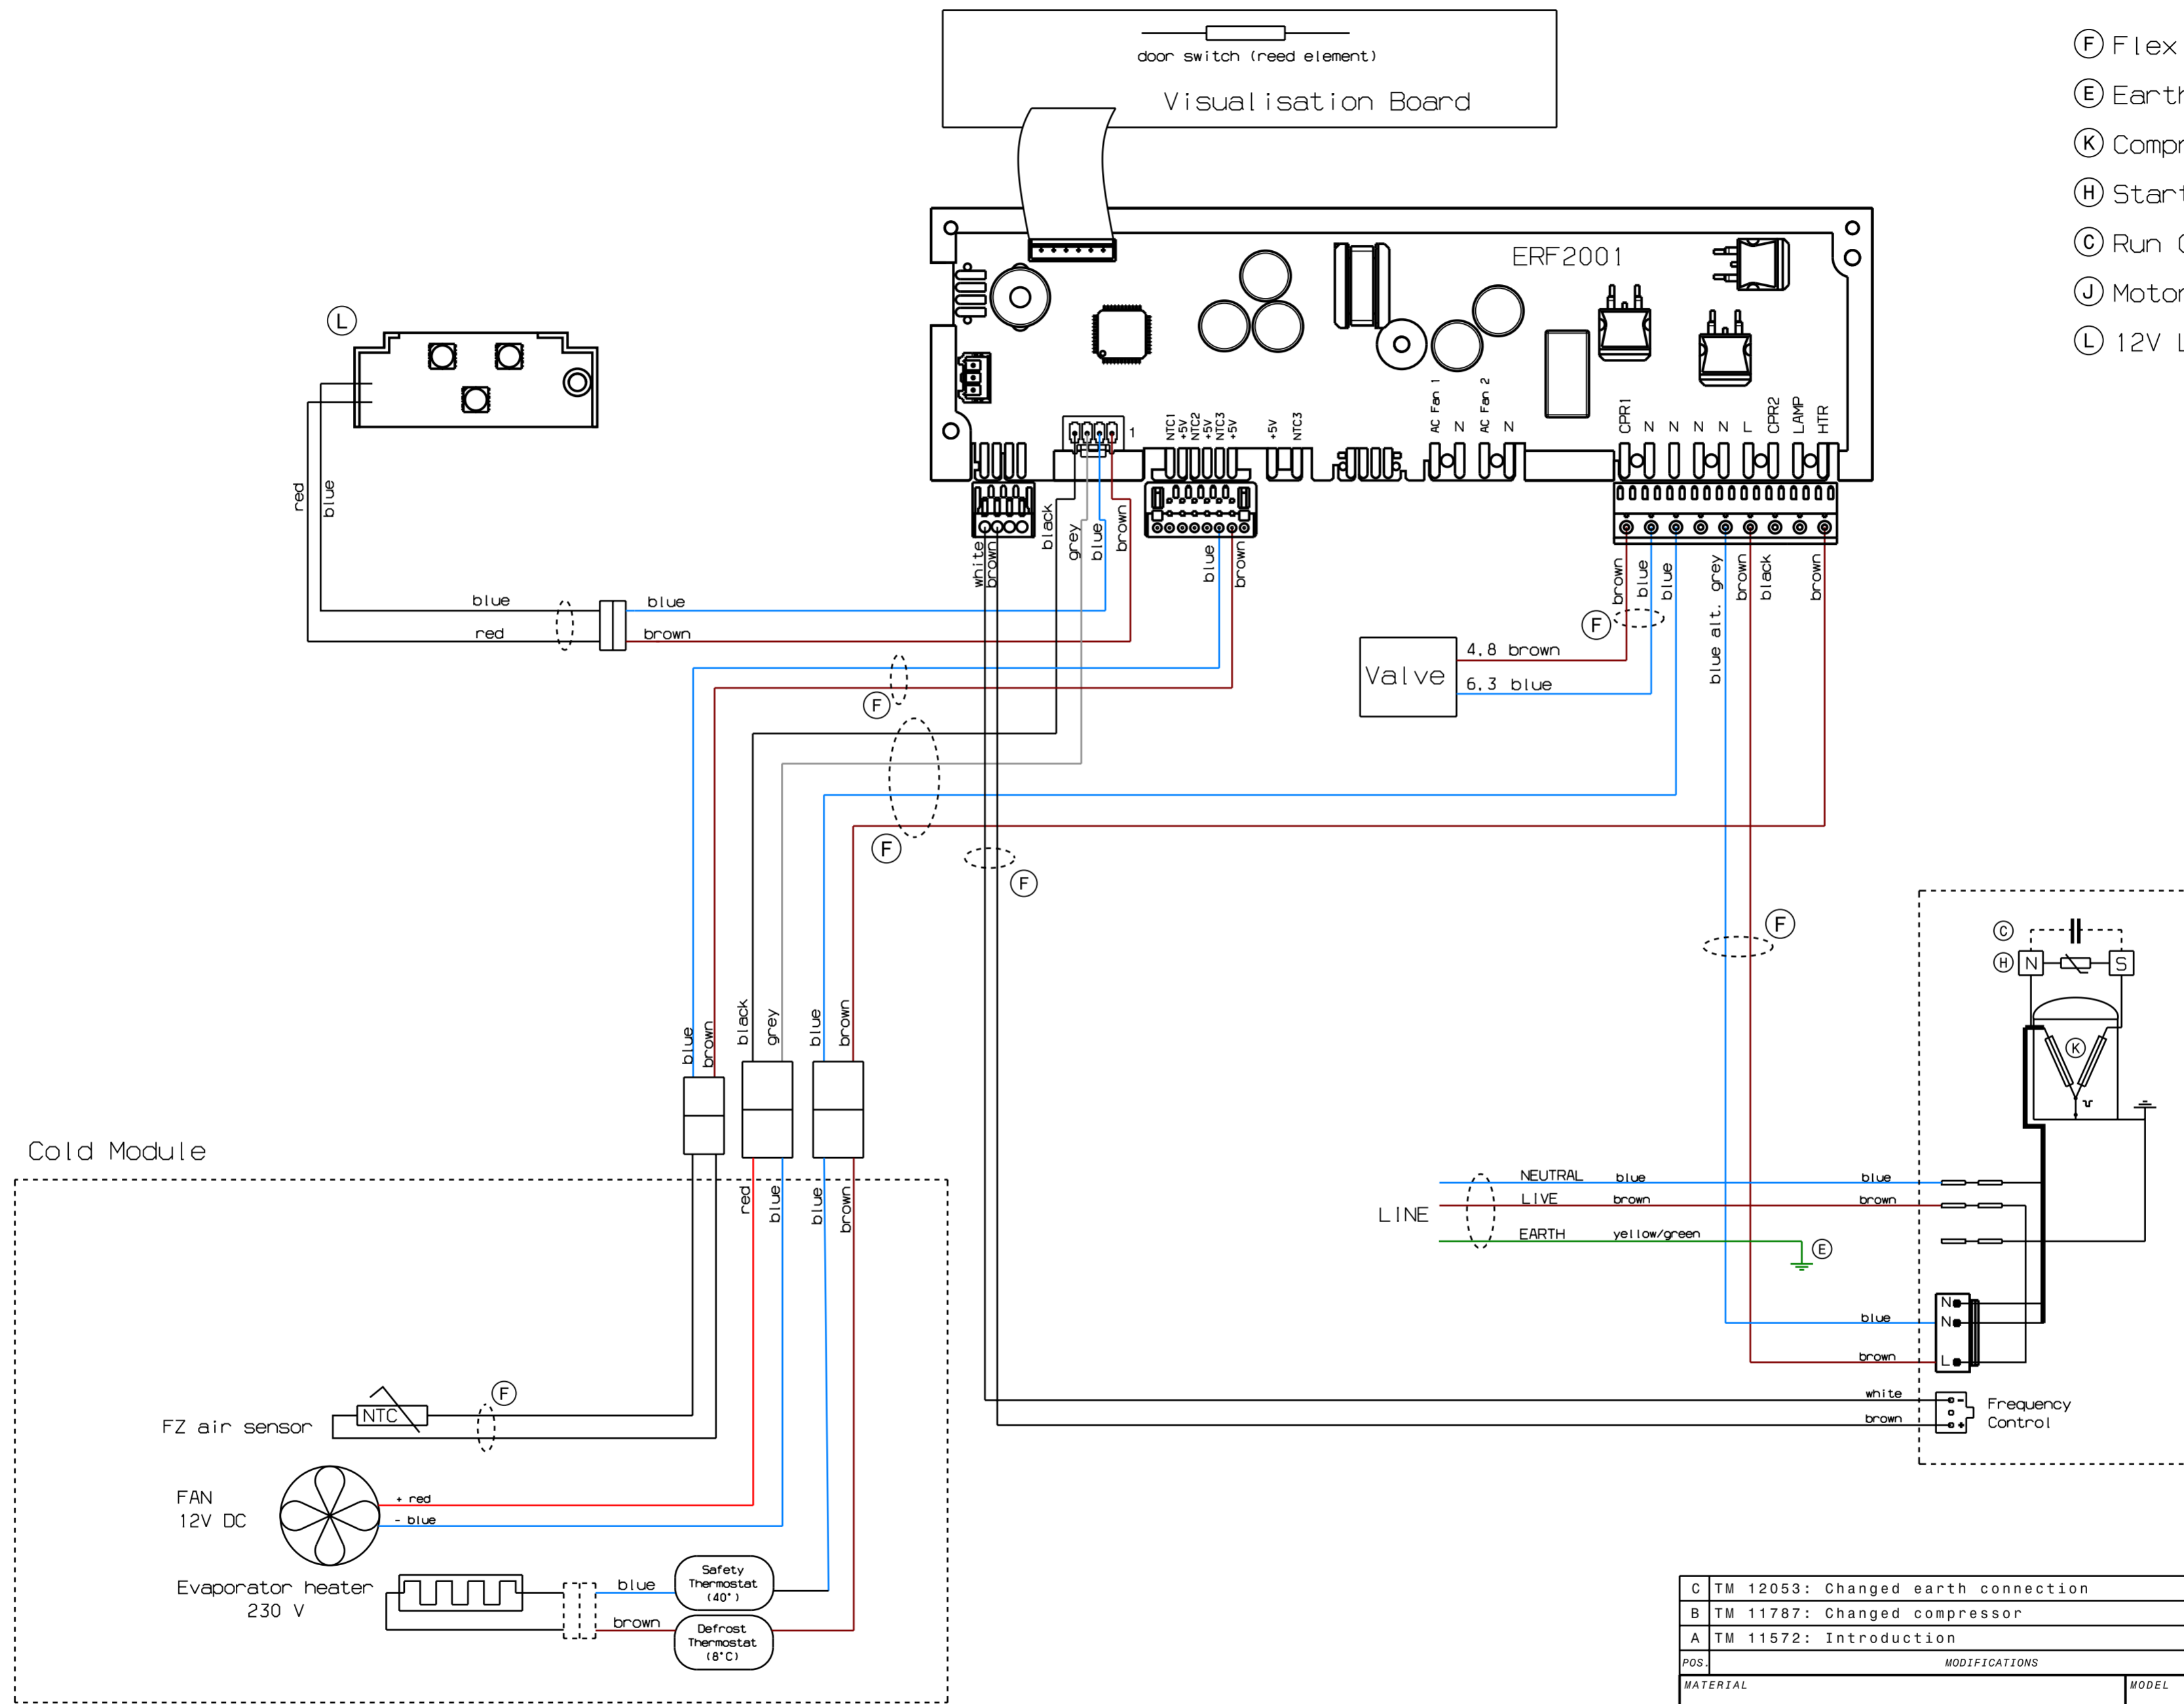 door switch (reed element)
Visualisation Board
F Flex
E Earth
K Compr
H Start
C Run
J Motor
L 12V L
ERF2001
L
AC Fan 1
N
AC Fan 2
N
CPR1
N
N
N
N
L
CPR2
LAMP
HTR
1
NTC1
+5V
NTC2
+5V
NTC3
+5V
+5V
NTC3
red
blue
white
brown
black
grey
blue
brown
blue
brown
brown
blue
blue
blue alt. grey
brown
black
brown
blue
red
blue
brown
F
Valve
4,8 brown
6,3 blue
F
F
F
F
C
H N S
K
blue
brown
black
grey
blue
brown
Cold Module
red
blue
blue
brown
LINE
NEUTRAL blue blue
LIVE brown brown
EARTH yellow/green
E
N
blue N
brown L
white -
brown +
Frequency
Control
F
NTC
FZ air sensor
FAN
12V DC
+ red
- blue
Evaporator heater
230 V
blue
brown
Safety
Thermostat
(40°)
Defrost
Thermostat
(8°C)
C TM 12053: Changed earth connection
B TM 11787: Changed compressor
A TM 11572: Introduction
POS. MODIFICATIONS
MATERIAL MODEL